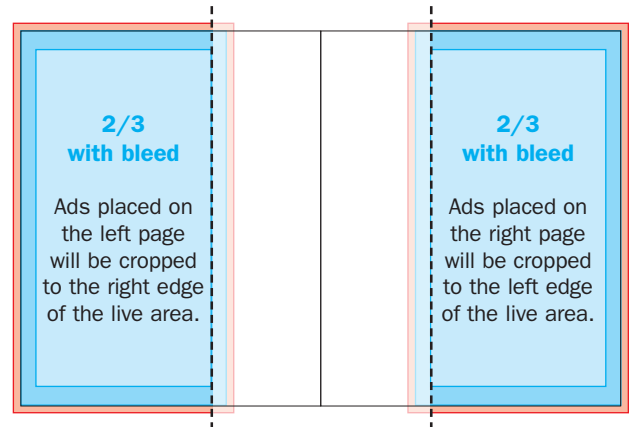 2/3
with bleed
Ads placed on
the left page
will be cropped
to the right edge
of the live area.
2/3
with bleed
Ads placed on
the right page
will be cropped
to the left edge
of the live area.